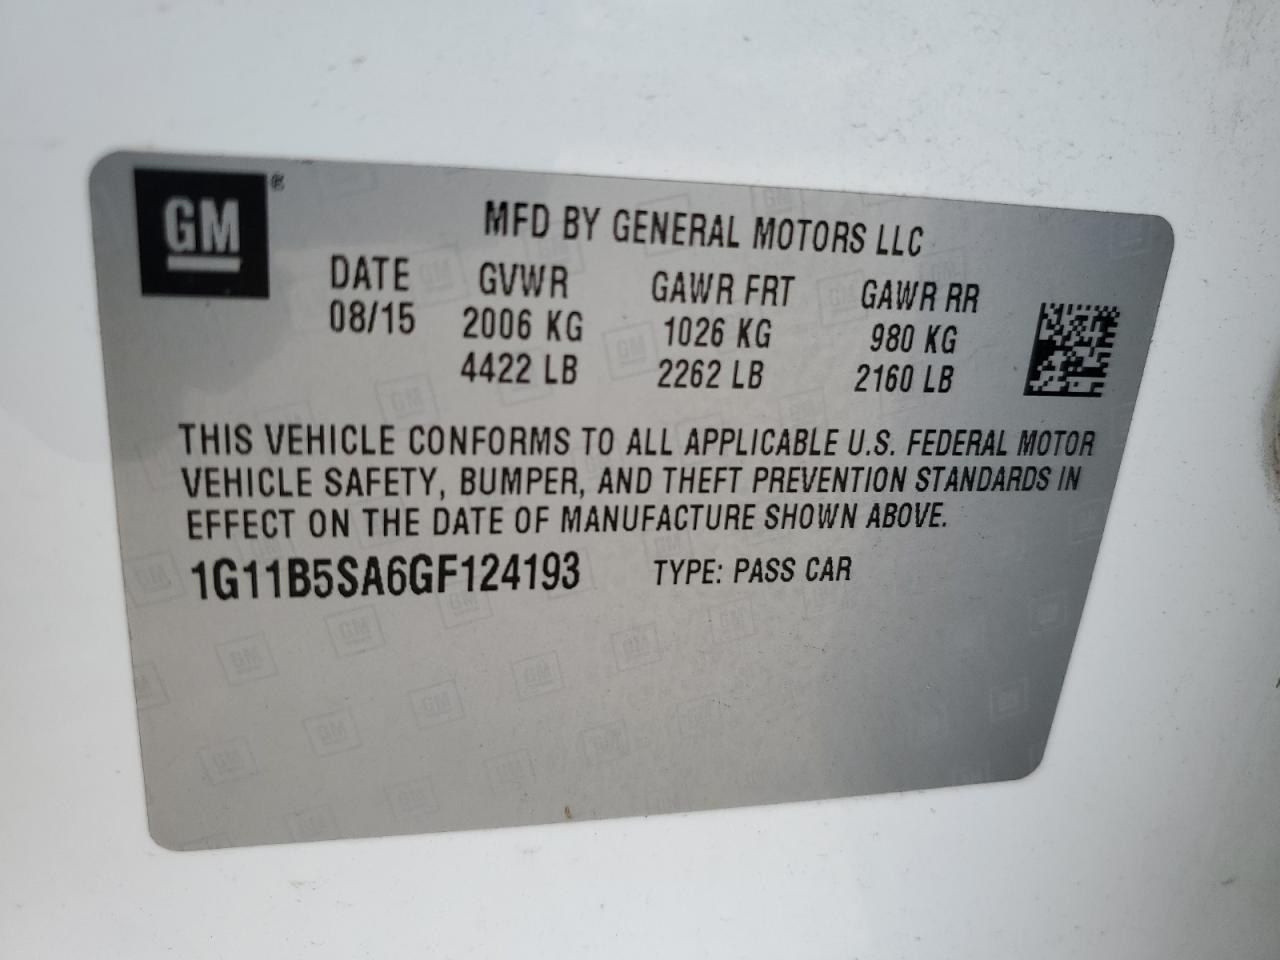 GM ®
MFD BY GENERAL MOTORS LLC
DATE GVWR GAWR FRT GAWR RR
08/15 2006 KG 1026 KG 980 KG
4422 LB 2262 LB 2160 LB
THIS VEHICLE CONFORMS TO ALL APPLICABLE U.S. FEDERAL MOTOR
VEHICLE SAFETY, BUMPER, AND THEFT PREVENTION STANDARDS IN
EFFECT ON THE DATE OF MANUFACTURE SHOWN ABOVE.
1G11B5SA6GF124193 TYPE: PASS CAR